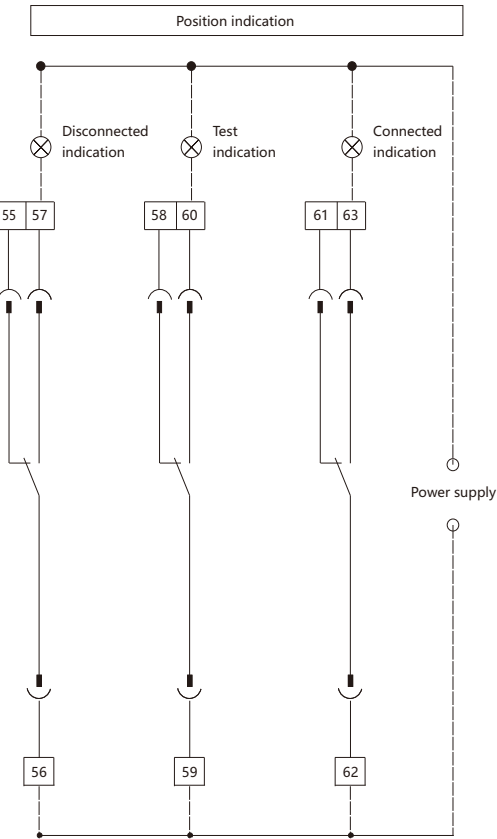 Position indication
Disconnected
indication
Test
indication
Connected
indication
55 57
58 60
61 63
Power supply
56
59
62